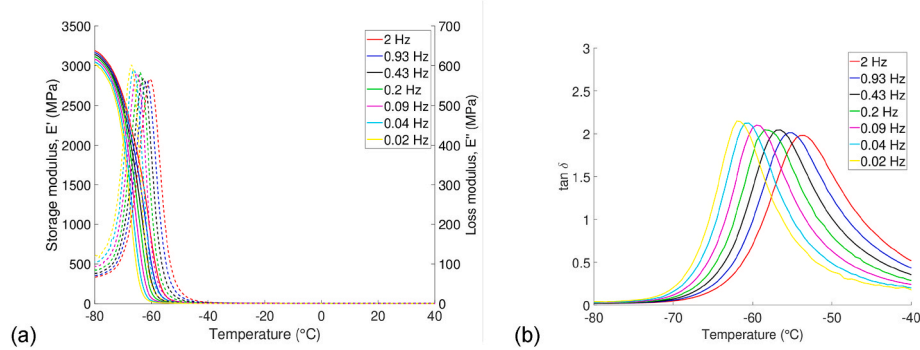 Storage modulus, E' (MPa)
3500
3000
2500
2000
1500
1000
500
0
-80
-60
-40
-20
0
20
40
Temperature (°C)
700
600
500
400
300
200
100
0
Loss modulus, E" (MPa)
2 Hz
0.93 Hz
0.43 Hz
0.2 Hz
0.09 Hz
0.04 Hz
0.02 Hz
(a)
tan δ
3
2.5
2
1.5
1
0.5
0
-80
-70
-60
-50
-40
Temperature (°C)
2 Hz
0.93 Hz
0.43 Hz
0.2 Hz
0.09 Hz
0.04 Hz
0.02 Hz
(b)